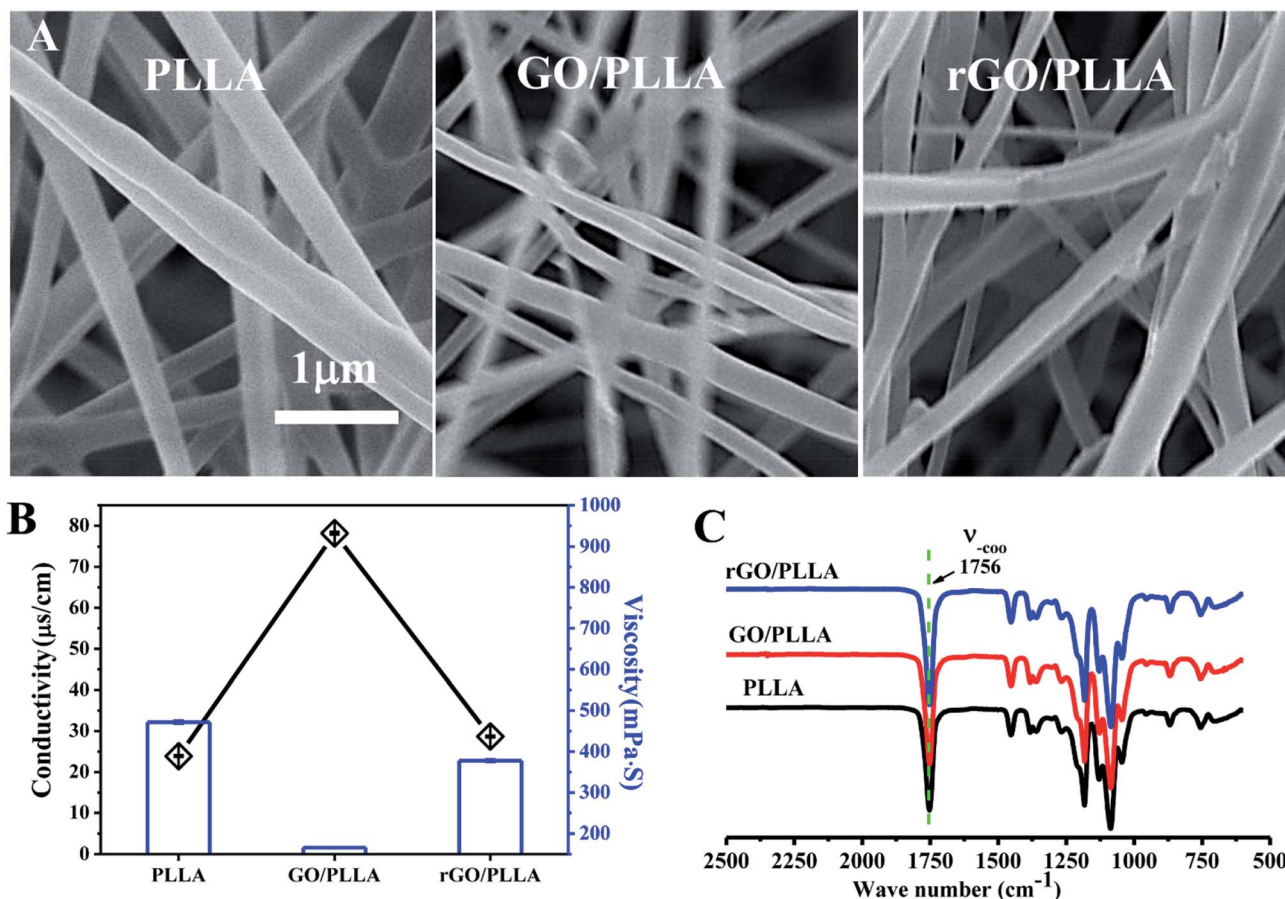 A
PLLA
GO/PLLA
rGO/PLLA
1μm
B
Conductivity (μs/cm)
80
70
60
50
40
30
20
10
0
1000
900
800
700
600
500
400
300
200
Viscosity(mPa·S)
PLLA
GO/PLLA
rGO/PLLA
C
ν-coo
1756
rGO/PLLA
GO/PLLA
PLLA
2500 2250 2000 1750 1500 1250 1000 750 500
Wave number (cm-1)